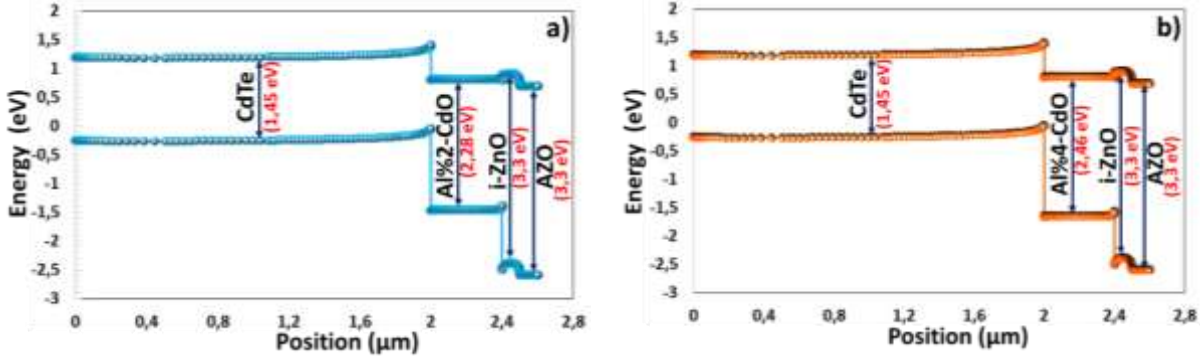 a)
2
1,5
1
0,5
0
-0.5
-1
-1,5
-2
-2,5
-3
Energy (eV)
CdTe
(1,45 eV)
Al%2-CdO
(2,28 eV)
i-ZnO
(3,3 eV)
AZO
(3,3 eV)
0 0,4 0,8 1,2 1,6 2 2,4 2,8
Position (μm)
b)
2
1,5
1
0,5
0
-0.5
-1
-1,5
-2
-2,5
-3
Energy (eV)
CdTe
(1,45 eV)
Al%4-CdO
(2,46 eV)
i-ZnO
(3,3 eV)
AZO
(3,3 eV)
0 0,4 0,8 1,2 1,6 2 2,4 2,8
Position (μm)